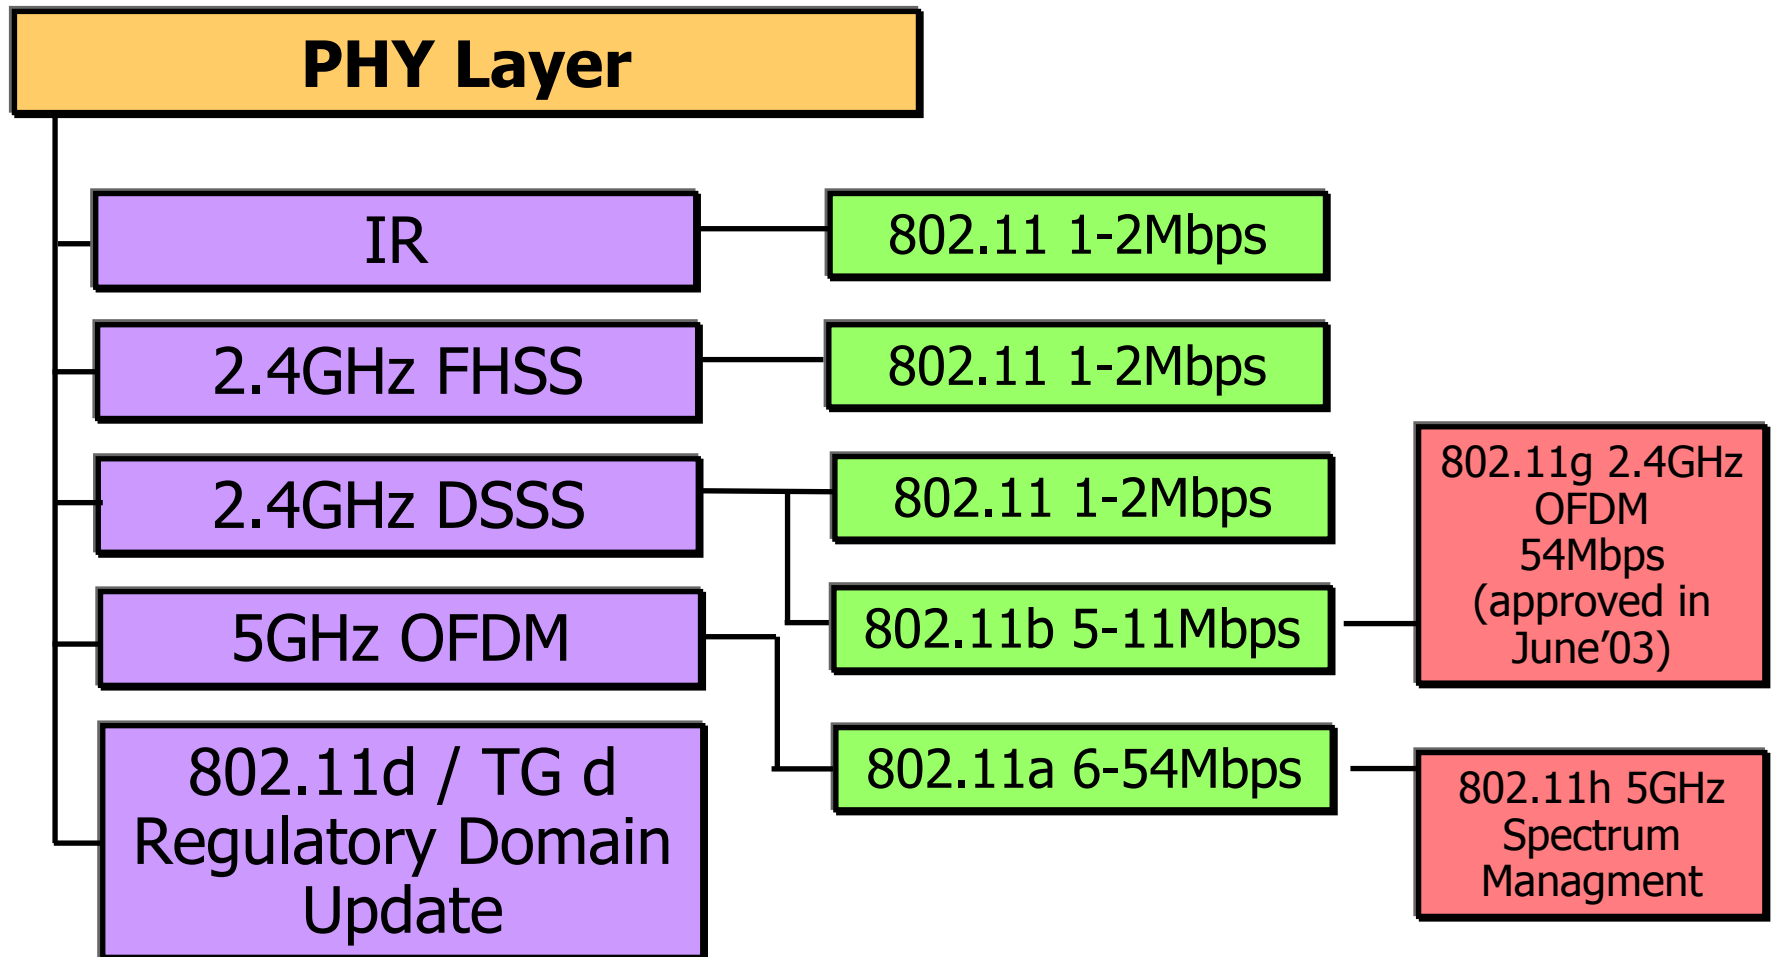 PHY Layer
IR
802.11 1-2Mbps
2.4GHz FHSS
802.11 1-2Mbps
2.4GHz DSSS
802.11 1-2Mbps
802.11g 2.4GHz
OFDM
54Mbps
(approved in
June’03)
5GHz OFDM
802.11b 5-11Mbps
802.11d / TG d
Regulatory Domain
Update
802.11a 6-54Mbps
802.11h 5GHz
Spectrum
Managment